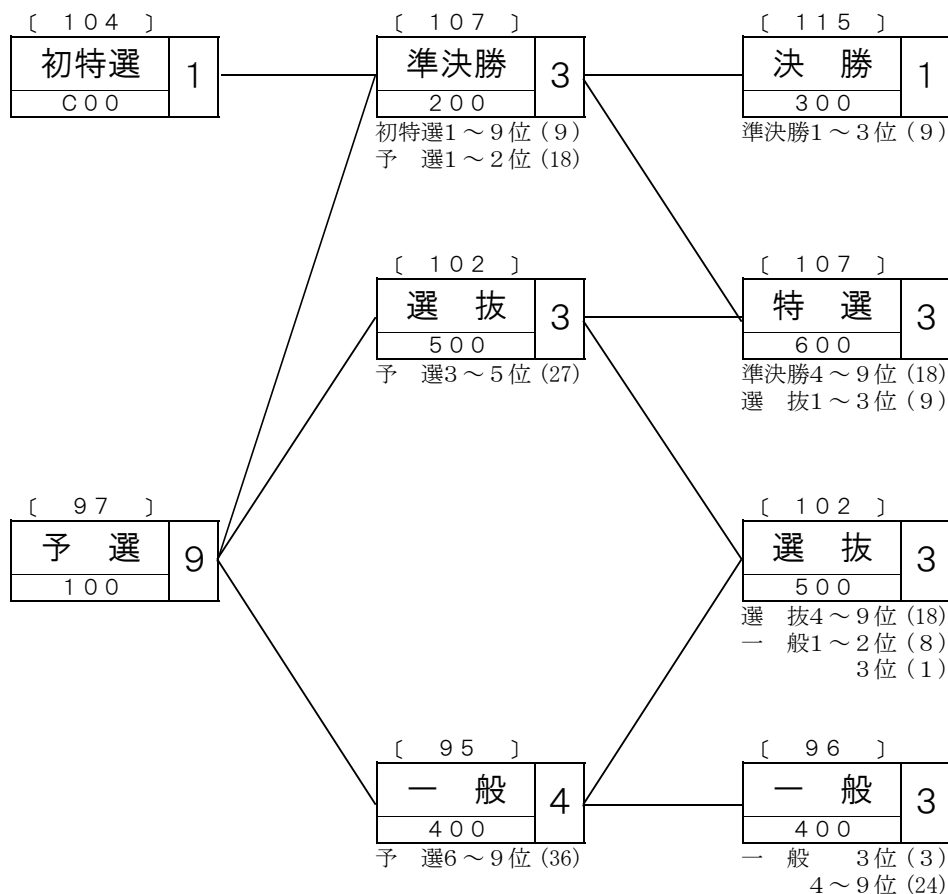 〔 104 〕
初特選 1
C00
〔 107 〕
準決勝 3
200
初特選1～9位(9)
予　選1～2位(18)
〔 115 〕
決　勝 1
300
準決勝1～3位(9)
〔 102 〕
選　抜 3
500
予　選3～5位(27)
〔 107 〕
特　選 3
600
準決勝4～9位(18)
選　抜1～3位(9)
〔 97 〕
予　選 9
100
〔 102 〕
選　抜 3
500
選　抜4～9位(18)
一　般1～2位(8)
3位(1)
〔 95 〕
一　般 4
400
予　選6～9位(36)
〔 96 〕
一　般 3
400
一　般　3位(3)
4～9位(24)